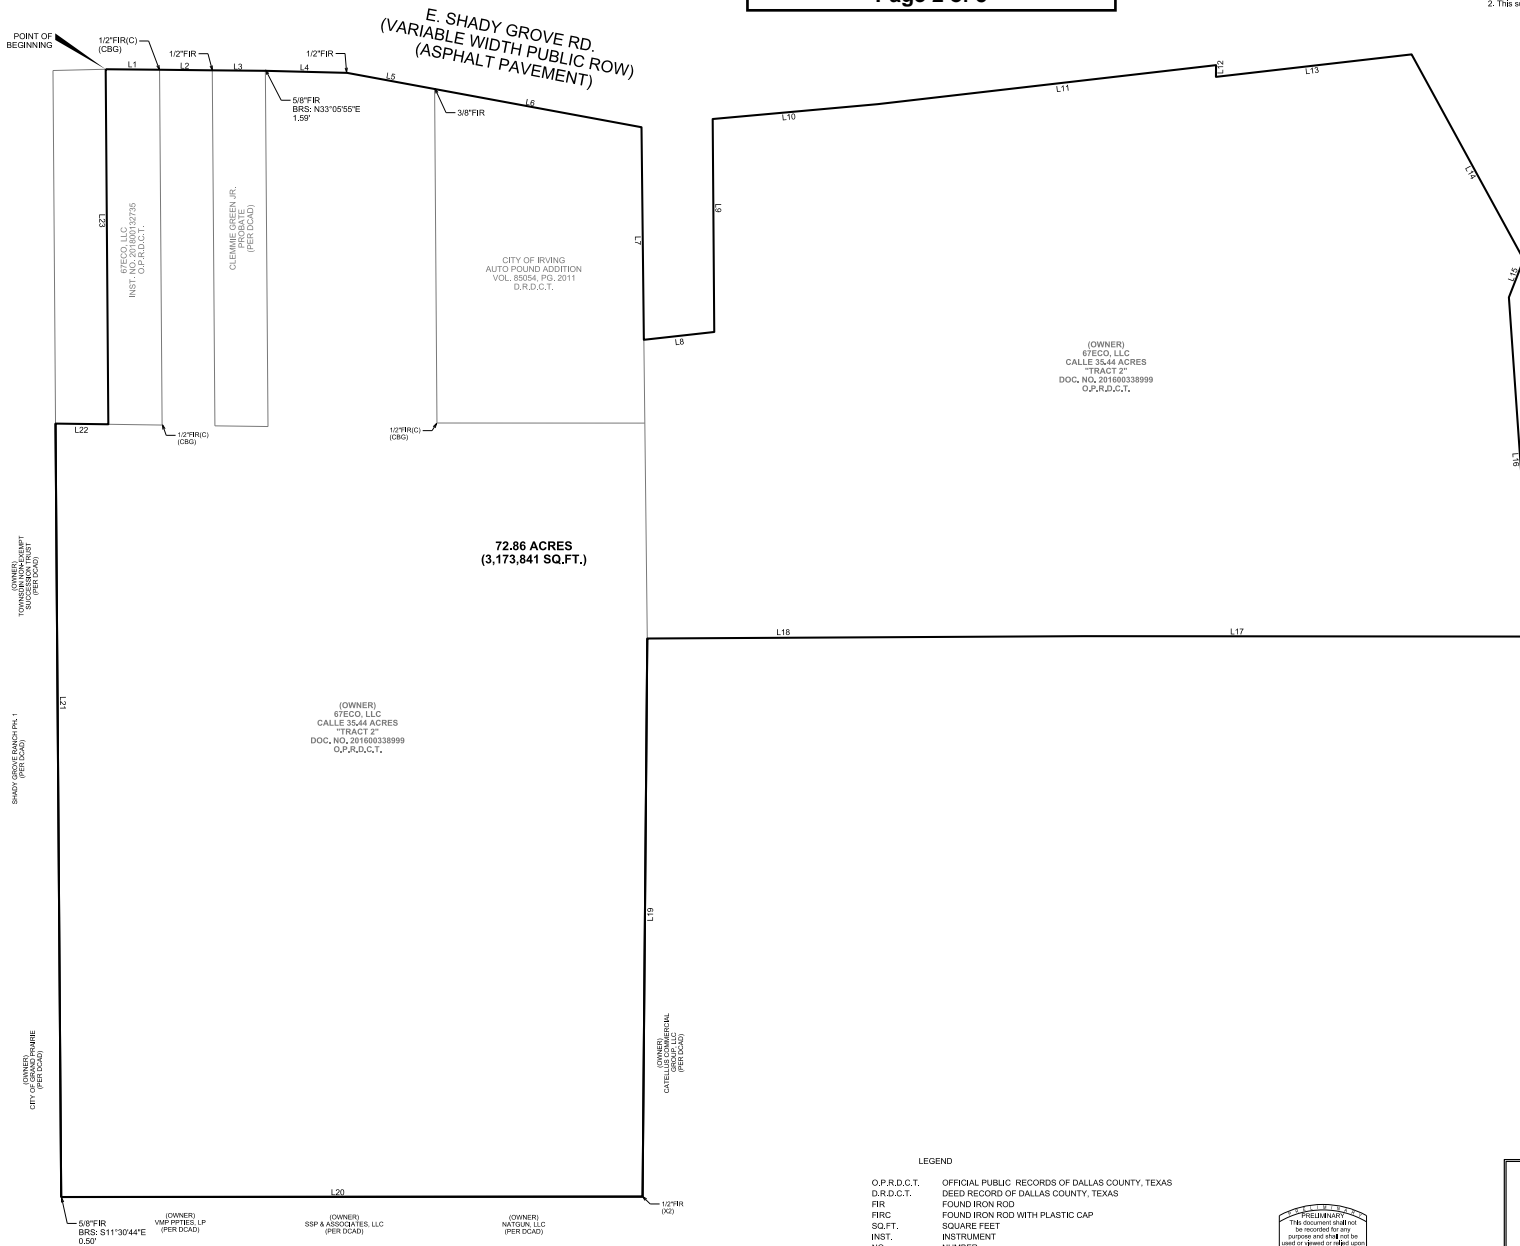 2. This su
POINT OF
BEGINNING
1/2"FIR(C)
(CBG)
1/2"FIR
1/2"FIR
E. SHADY GROVE RD.
(VARIABLE WIDTH PUBLIC ROW)
(ASPHALT PAVEMENT)
L1
L2
L3
L4
L5
L6
5/8"FIR
BRS: N33°05'55"E
1.59'
3/8"FIR
L10
L11
L12
L13
L14
L15
L16
L23
67ECO, LLC
INST. NO. 201800132735
O.P.R.D.C.T.
CLEMMIE GREEN JR.
PROBATE
(PER DCAD)
CITY OF IRVING
AUTO POUND ADDITION
VOL. 85054, PG. 2011
D.R.D.C.T.
L7
L9
L8
(OWNER)
67ECO, LLC
CALLE 35.44 ACRES
"TRACT 2"
DOC. NO. 201600338999
O.P.R.D.C.T.
L22
1/2"FIR(C)
(CBG)
1/2"FIR(C)
(CBG)
72.86 ACRES
(3,173,841 SQ.FT.)
(OWNER)
TOWNSDIN NON-EXEMPT
SUCCESSION TRUST
(PER DCAD)
L18
L17
L21
SHADY GROVE RANCH PH. 1
(PER DCAD)
(OWNER)
67ECO, LLC
CALLE 35.44 ACRES
"TRACT 2"
DOC. NO. 201600338999
O.P.R.D.C.T.
L19
(OWNER)
CITY OF GRAND PRAIRIE
(PER DCAD)
(OWNER)
CATELLUS COMMERCIAL
GROUP, LLC
(PER DCAD)
L20
1/2"FIR
(X2)
5/8"FIR
BRS: S11°30'44"E
0.50'
(OWNER)
VMP PPTIES, LP
(PER DCAD)
(OWNER)
SSP & ASSOCIATES, LLC
(PER DCAD)
(OWNER)
NATGUN, LLC
(PER DCAD)
LEGEND
O.P.R.D.C.T. OFFICIAL PUBLIC RECORDS OF DALLAS COUNTY, TEXAS
D.R.D.C.T. DEED RECORD OF DALLAS COUNTY, TEXAS
FIR FOUND IRON ROD
FIRC FOUND IRON ROD WITH PLASTIC CAP
SQ.FT. SQUARE FEET
INST. INSTRUMENT
PRELIMINARY
PRELIMINARY
This document shall not
be recorded for any
purpose and shall not be
used or viewed or relied upon